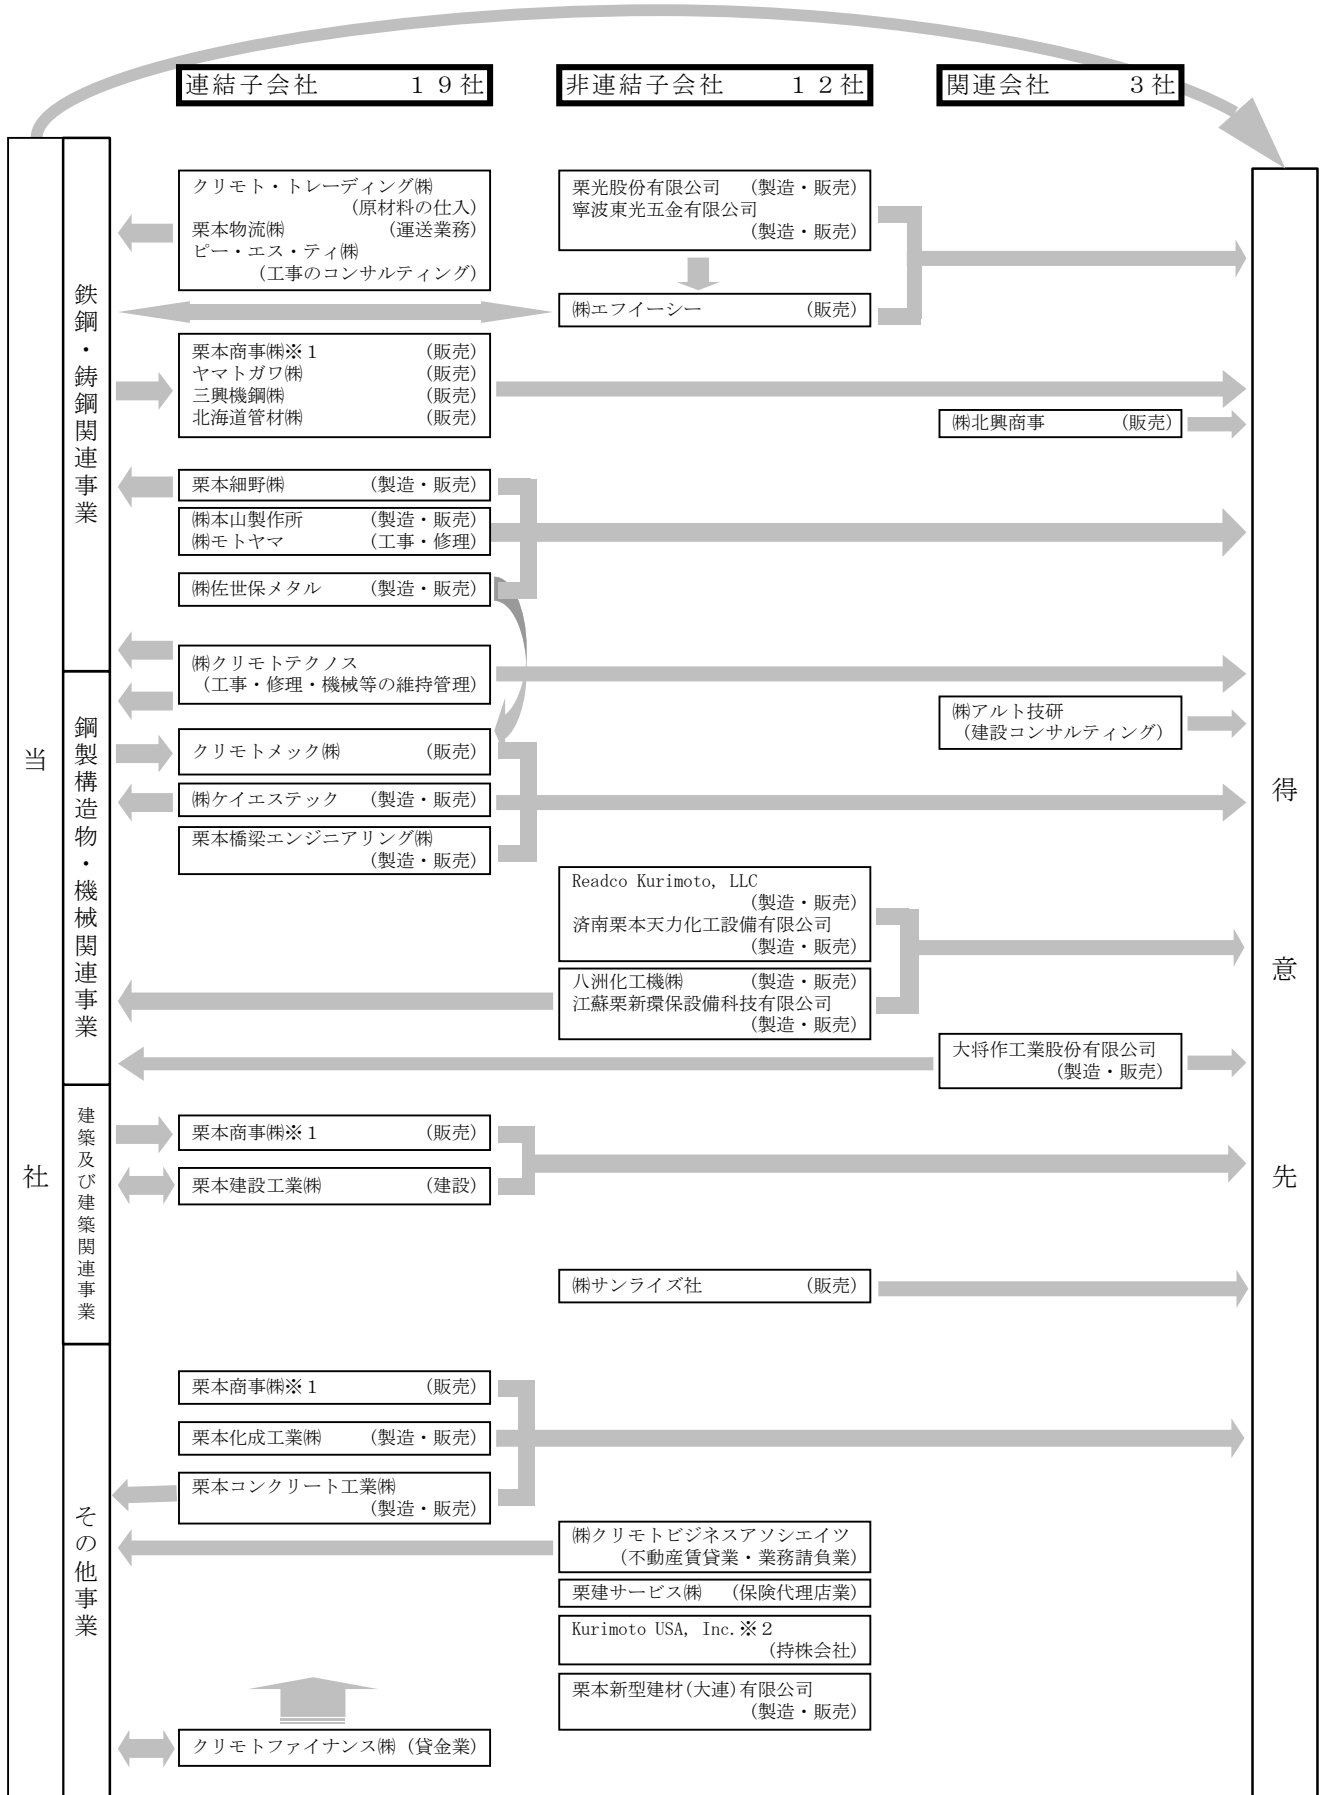 連結子会社 １９社
非連結子会社 １２社
関連会社 ３社
当社
鉄鋼・鋳鋼関連事業
クリモト・トレーディング㈱
(原材料の仕入)
栗本物流㈱ (運送業務)
ピー・エス・ティ㈱
(工事のコンサルティング)
栗光股份有限公司 (製造・販売)
寧波東光五金有限公司
(製造・販売)
㈱エフイーシー (販売)
栗本商事㈱※１ (販売)
ヤマトガワ㈱ (販売)
三興機鋼㈱ (販売)
北海道管材㈱ (販売)
㈱北興商事 (販売)
栗本細野㈱ (製造・販売)
㈱本山製作所 (製造・販売)
㈱モトヤマ (工事・修理)
㈱佐世保メタル (製造・販売)
㈱クリモトテクノス
(工事・修理・機械等の維持管理)
鋼製構造物・機械関連事業
㈱アルト技研
(建設コンサルティング)
クリモトメック㈱ (販売)
㈱ケイエステック (製造・販売)
栗本橋梁エンジニアリング㈱
(製造・販売)
Readco Kurimoto, LLC
(製造・販売)
済南栗本天力化工設備有限公司
(製造・販売)
八洲化工機㈱ (製造・販売)
江蘇栗新環保設備科技有限公司
(製造・販売)
大将作工業股份有限公司
(製造・販売)
建築及び建築関連事業
栗本商事㈱※１ (販売)
栗本建設工業㈱ (建設)
㈱サンライズ社 (販売)
その他事業
栗本商事㈱※１ (販売)
栗本化成工業㈱ (製造・販売)
栗本コンクリート工業㈱
(製造・販売)
㈱クリモトビジネスアソシエイツ
(不動産賃貸業・業務請負業)
栗建サービス㈱ (保険代理店業)
Kurimoto USA, Inc.※２
(持株会社)
栗本新型建材(大連)有限公司
(製造・販売)
クリモトファイナンス㈱ (貸金業)
得意先